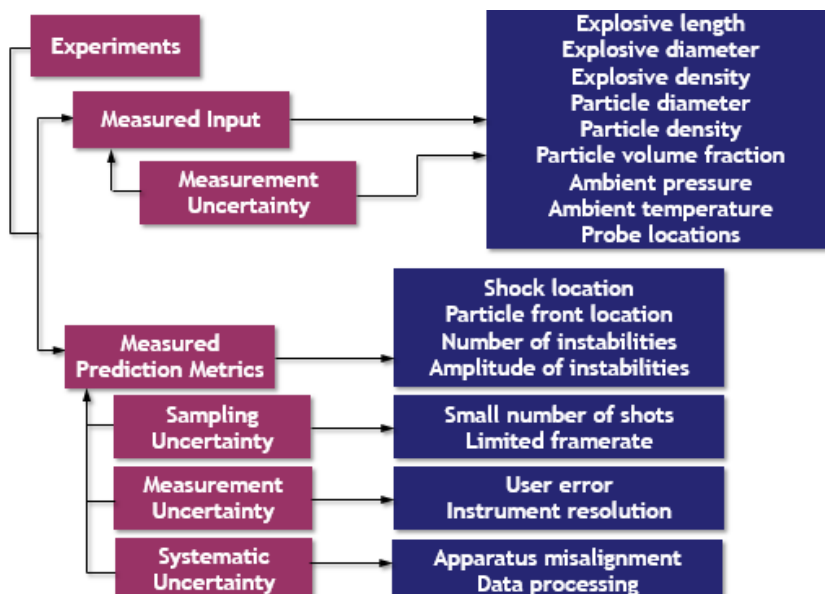 Experiments
Measured Input
Measurement
Uncertainty
Explosive length
Explosive diameter
Explosive density
Particle diameter
Particle density
Particle volume fraction
Ambient pressure
Ambient temperature
Probe locations
Measured
Prediction Metrics
Shock location
Particle front location
Number of instabilities
Amplitude of instabilities
Sampling
Uncertainty
Small number of shots
Limited framerate
Measurement
Uncertainty
User error
Instrument resolution
Systematic
Uncertainty
Apparatus misalignment
Data processing